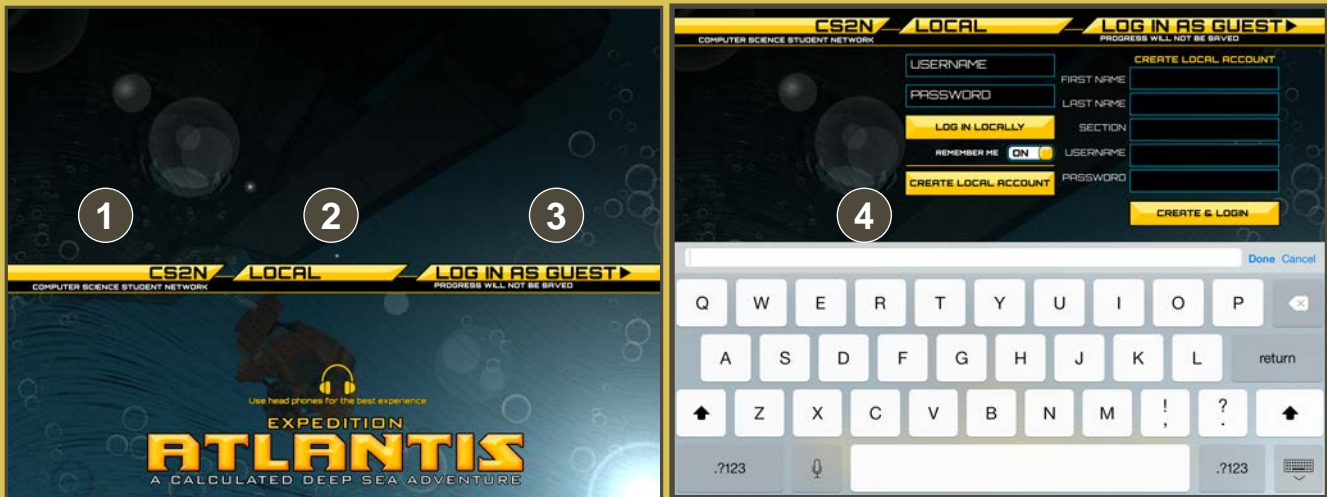 1
2
3
CS2N LOCAL LOG IN AS GUEST
COMPUTER SCIENCE STUDENT NETWORK PROGRESS WILL NOT BE SAVED
Use head phones for the best experience
EXPEDITION
ATLANTIS
A CALCULATED DEEP SEA ADVENTURE
CS2N LOCAL LOG IN AS GUEST
COMPUTER SCIENCE STUDENT NETWORK PROGRESS WILL NOT BE SAVED
USERNAME
PASSWORD
LOG IN LOCALLY
REMEMBER ME ON
CREATE LOCAL ACCOUNT
CREATE LOCAL ACCOUNT
FIRST NAME
LAST NAME
SECTION
USERNAME
PASSWORD
CREATE & LOGIN
4
Done Cancel
Q W E R T Y U I O P
A S D F G H J K L return
Z X C V B N M ! , ? .
.?123 .?123